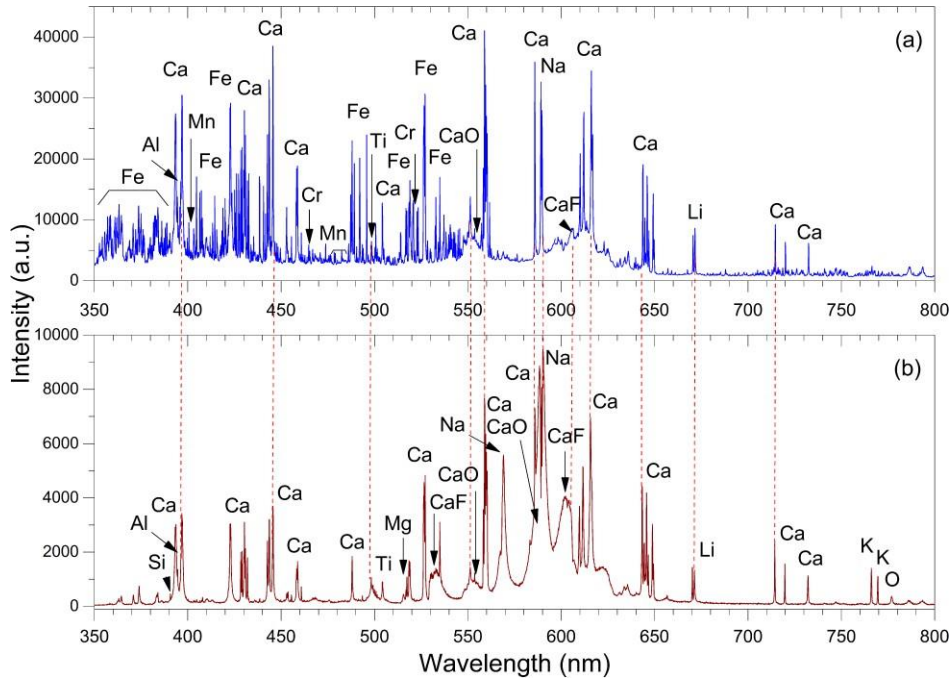 40000
30000
20000
10000
0
(a)
Fe
Al
Ca
Mn
Fe
Fe
Ca
Ca
Cr
Mn
Fe
Ti
Ca
Fe
Cr
Fe
Fe
Ca
CaO
Ca
Na
CaF
Ca
Ca
Li
Ca
Ca
350 400 450 500 550 600 650 700 750 800
Intensity (a.u.)
10000
8000
6000
4000
2000
0
(b)
Si
Al
Ca
Ca
Ca
Ca
Ca
Ti
Mg
Ca
CaF
CaO
Na
Ca
CaO
Ca
Na
CaF
Ca
Ca
Li
Ca
Ca
K
K
O
350 400 450 500 550 600 650 700 750 800
Wavelength (nm)